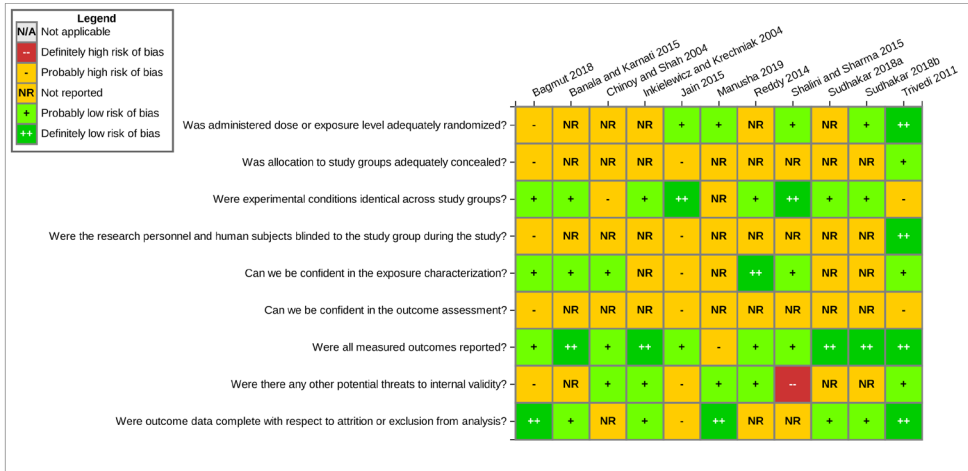 Legend
N/A Not applicable
-- Definitely high risk of bias
- Probably high risk of bias
NR Not reported
+ Probably low risk of bias
++ Definitely low risk of bias
Bagmut 2018
Banala and Karnati 2015
Chinoy and Shah 2004
Inkielewicz and Krechniak 2004
Jain 2015
Manusha 2019
Reddy 2014
Shalini and Sharma 2015
Sudhakar 2018a
Sudhakar 2018b
Trivedi 2011
Was administered dose or exposure level adequately randomized? - NR NR NR + + NR + NR + ++
Was allocation to study groups adequately concealed? - NR NR NR - NR NR NR NR NR +
Were experimental conditions identical across study groups? + + - + ++ NR + ++ + + -
Were the research personnel and human subjects blinded to the study group during the study? - NR NR NR - NR NR NR NR NR ++
Can we be confident in the exposure characterization? + + + NR - NR ++ + NR NR +
Can we be confident in the outcome assessment? - NR NR NR - NR NR NR NR NR -
Were all measured outcomes reported? + ++ + ++ + - + + ++ ++ ++
Were there any other potential threats to internal validity? - NR + + - + + -- NR NR +
Were outcome data complete with respect to attrition or exclusion from analysis? ++ + NR + - ++ NR NR + + ++